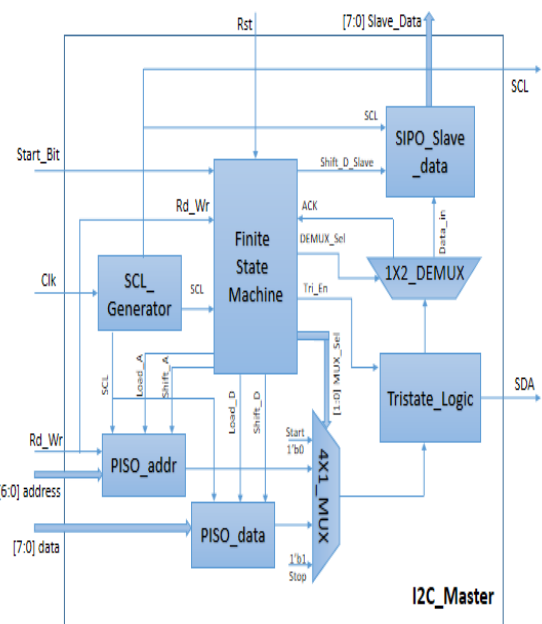 [7:0] Slave_Data
Rst
SCL
SCL
Start_Bit
SIPO_Slave
_data
Shift_D_Slave
Rd_Wr
ACK
Data_in
Finite
State
Machine
DEMUX_Sel
1X2_DEMUX
Clk
SCL_
Generator
SCL
Tri_En
SCL
Load_A
Shift_A
Load_D
Shift_D
[1:0] MUX_Sel
Tristate_Logic
SDA
Rd_Wr
Start
1'b0
PISO_addr
4X1_MUX
[6:0] address
[7:0] data
PISO_data
1'b1
Stop
I2C_Master